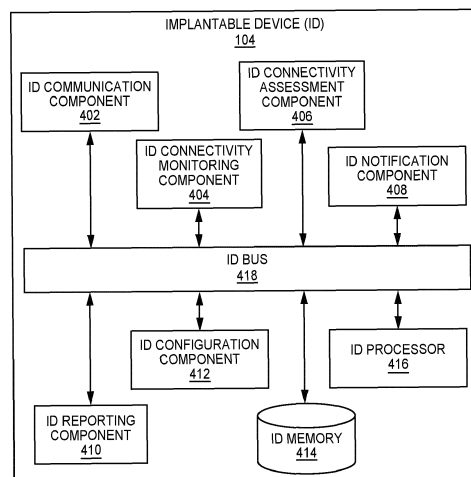 IMPLANTABLE DEVICE (ID)
104
ID COMMUNICATION
COMPONENT
402
ID CONNECTIVITY
ASSESSMENT
COMPONENT
406
ID CONNECTIVITY
MONITORING
COMPONENT
404
ID NOTIFICATION
COMPONENT
408
ID BUS
418
ID CONFIGURATION
COMPONENT
412
ID PROCESSOR
416
ID REPORTING
COMPONENT
410
ID MEMORY
414